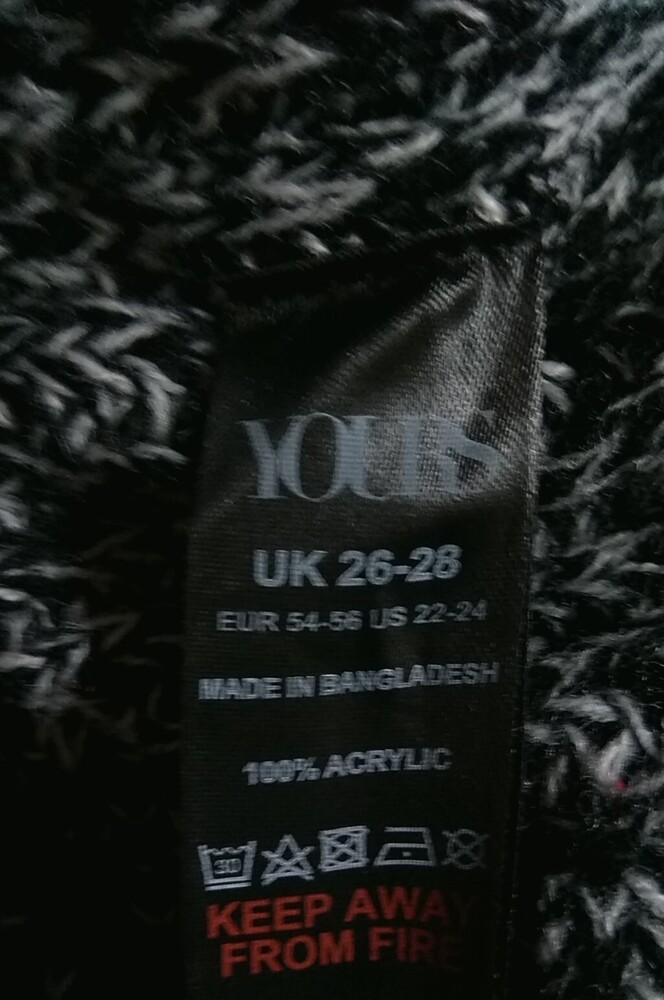 YOURS
UK 26-28
EUR 54-56 US 22-24
MADE IN BANGLADESH
100% ACRYLIC
30
KEEP AWAY
FROM FIRE